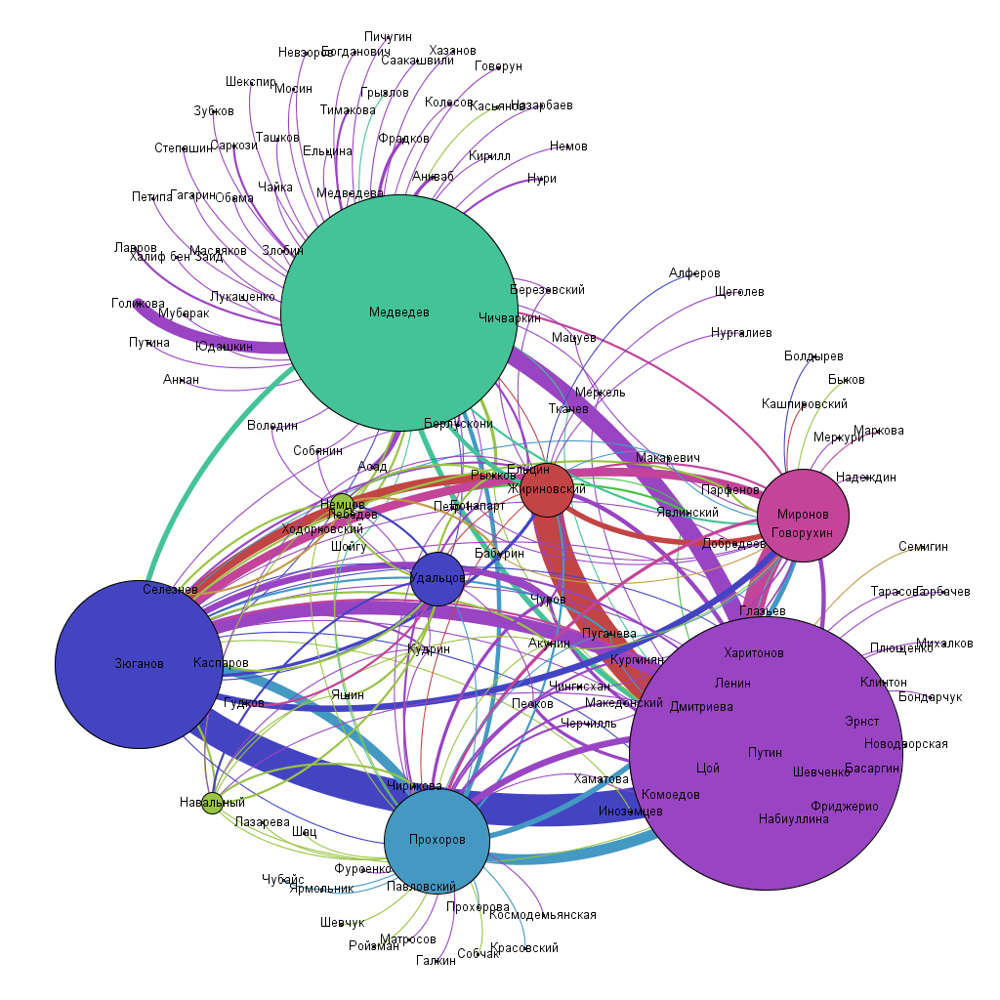 Пичугин
Невзоров
Богданович
Хазанов
Саакашвили
Говорун
Шекспир
Мосин
Грызлов
Колосов
Касьянов
Назарбаев
Зубков
Тимакова
Ташков
Фрадков
Степашин
Саркози
Ельцина
Кирилл
Немов
Чайка
Медведева
Анкваб
Нури
Петипа
Гагарин
Обама
Лавров
Масляков
Злобин
Халиф бен Заид
Лукашенко
Голикова
Мубарак
Медведев
Березовский
Чичваркин
Алферов
Щеголев
Путина
Юдашкин
Мацуев
Нургалиев
Аннан
Меркель
Ткачев
Болдырев
Быков
Кашпировский
Маркова
Меркури
Володин
Берлускони
Собянин
Асад
Рыжков
Ельцин
Жириновский
Макаревич
Парфенов
Надеждин
Немцов
Лебедев
Бонапарт
Явлинский
Миронов
Говорухин
Ходорковский
Шойгу
Бабурин
Добродеев
Семигин
Селезнев
Удальцов
Чуров
Глазьев
Тарасов
Горбачев
Зюганов
Каспаров
Кудрин
Акунин
Пугачева
Кургинян
Харитонов
Плющенко
Михалков
Гудков
Яшин
Песков
Чингисхан
Македонский
Черчилль
Ленин
Дмитриева
Клинтон
Бондарчук
Эрнст
Новодворская
Путин
Цой
Шевченко
Басаргин
Навальный
Чирикова
Хаматова
Иноземцев
Комоедов
Фриджерио
Набиуллина
Лазарева
Шац
Прохоров
Чубайс
Ярмольник
Фурсенко
Павловский
Прохорова
Космодемьянская
Шевчук
Ройзман
Матросов
Галкин
Собчак
Красовский